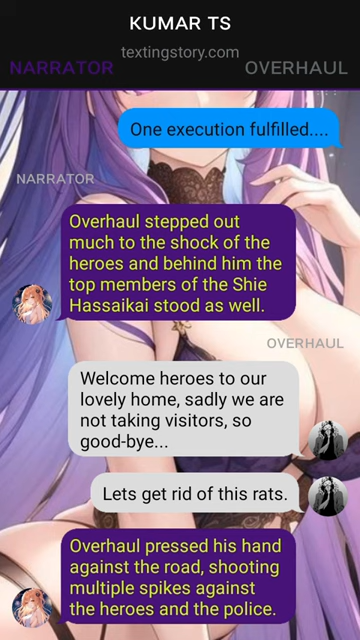 KUMAR TS
textingstory.com
NARRATOR OVERHAUL
One execution fulfilled....
NARRATOR
Overhaul stepped out
much to the shock of the
heroes and behind him the
top members of the Shie
Hassaikai stood as well.
OVERHAUL
Welcome heroes to our
lovely home, sadly we are
not taking visitors, so
good-bye...
Lets get rid of this rats.
Overhaul pressed his hand
against the road, shooting
multiple spikes against
the heroes and the police.